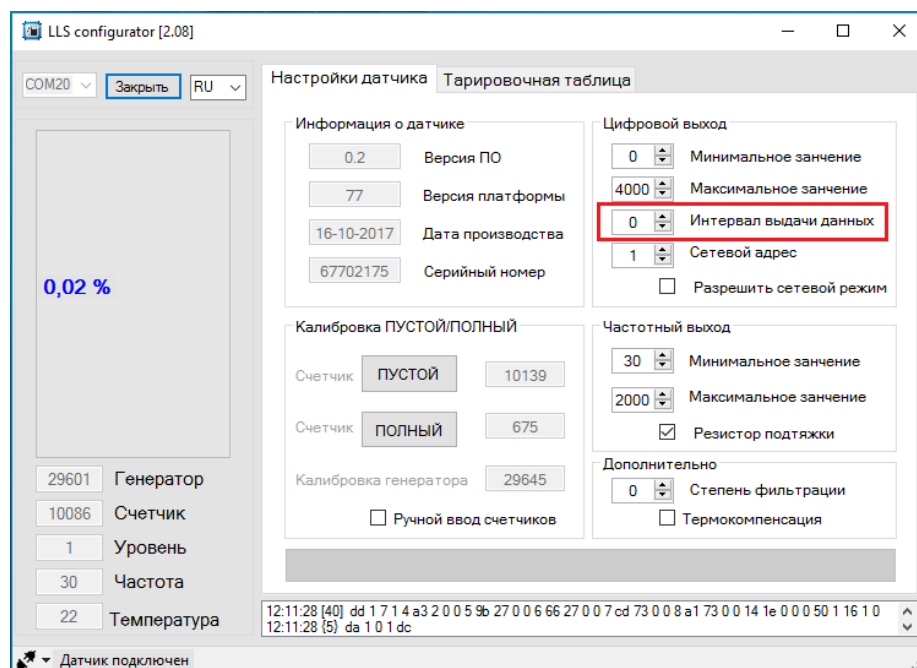 LLS configurator [2.08]
COM20 Закрыть RU
Настройки датчика Тарировочная таблица
Информация о датчике
0.2 Версия ПО
77 Версия платформы
16-10-2017 Дата производства
67702175 Серийный номер
Цифровой выход
0 Минимальное занчение
4000 Максимальное занчение
0 Интервал выдачи данных
1 Сетевой адрес
Разрешить сетевой режим
0,02 %
Калибровка ПУСТОЙ/ПОЛНЫЙ
Счетчик ПУСТОЙ 10139
Счетчик ПОЛНЫЙ 675
Калибровка генератора 29645
Ручной ввод счетчиков
Частотный выход
30 Минимальное занчение
2000 Максимальное занчение
Резистор подтяжки
Дополнительно
0 Степень фильтрации
Термокомпенсация
29601 Генератор
10086 Счетчик
1 Уровень
30 Частота
22 Температура
12:11:28 [40] dd 1 7 1 4 a3 2 0 0 5 9b 27 0 0 6 66 27 0 0 7 cd 73 0 0 8 a1 73 0 0 14 1e 0 0 0 50 1 16 1 0
12:11:28 {5} da 1 0 1 dc
Датчик подключен